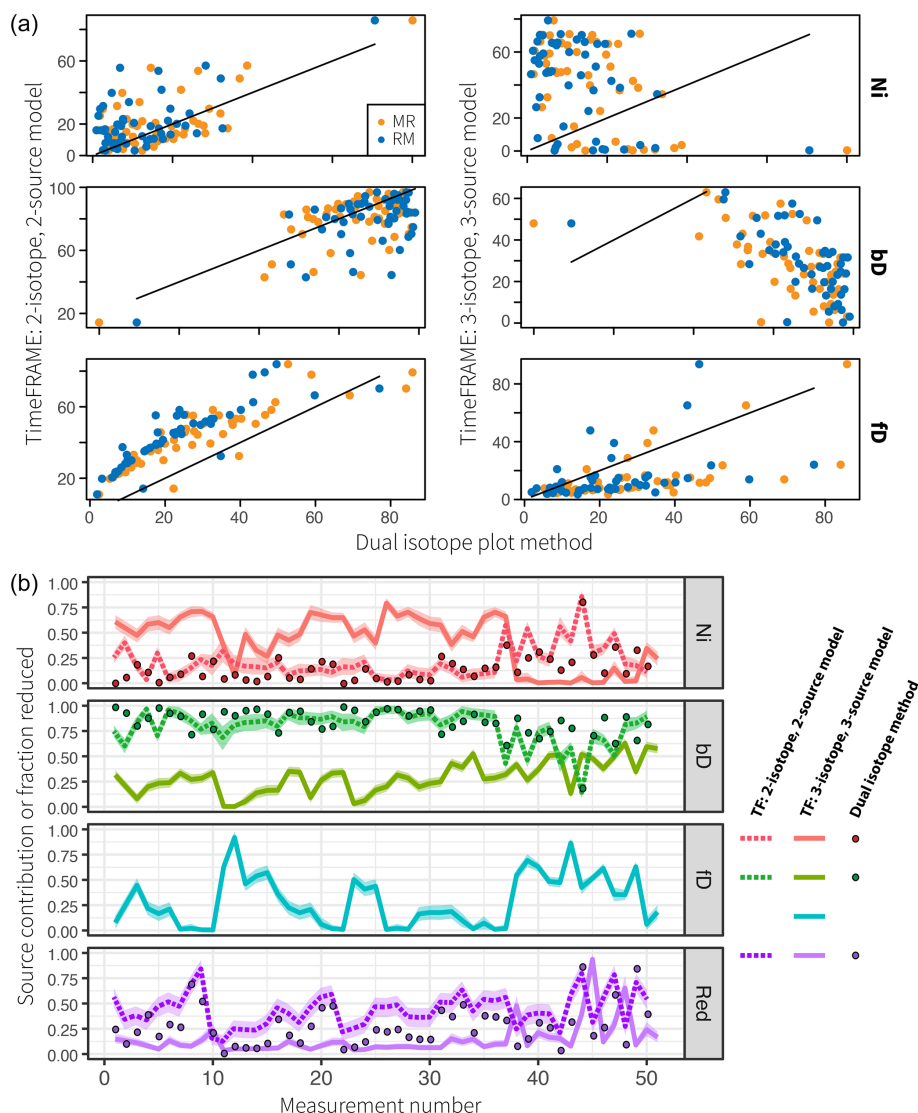 (a)
TimeFRAME: 2-isotope, 2-source model
60
20
0
MR
RM
100
60
20
60
20
0
20
40
60
80
TimeFRAME: 3-isotope, 3-source model
60
40
20
0
Ni
60
40
20
0
bD
80
40
0
fD
0
20
40
60
80
Dual isotope plot method
(b)
Source contribution or fraction reduced
1.00
0.75
0.50
0.25
0.00
Ni
1.00
0.75
0.50
0.25
0.00
bD
1.00
0.75
0.50
0.25
0.00
fD
1.00
0.75
0.50
0.25
0.00
Red
0
10
20
30
40
50
Measurement number
TF: 2-isotope, 2-source model
TF: 3-isotope, 3-source model
Dual isotope method